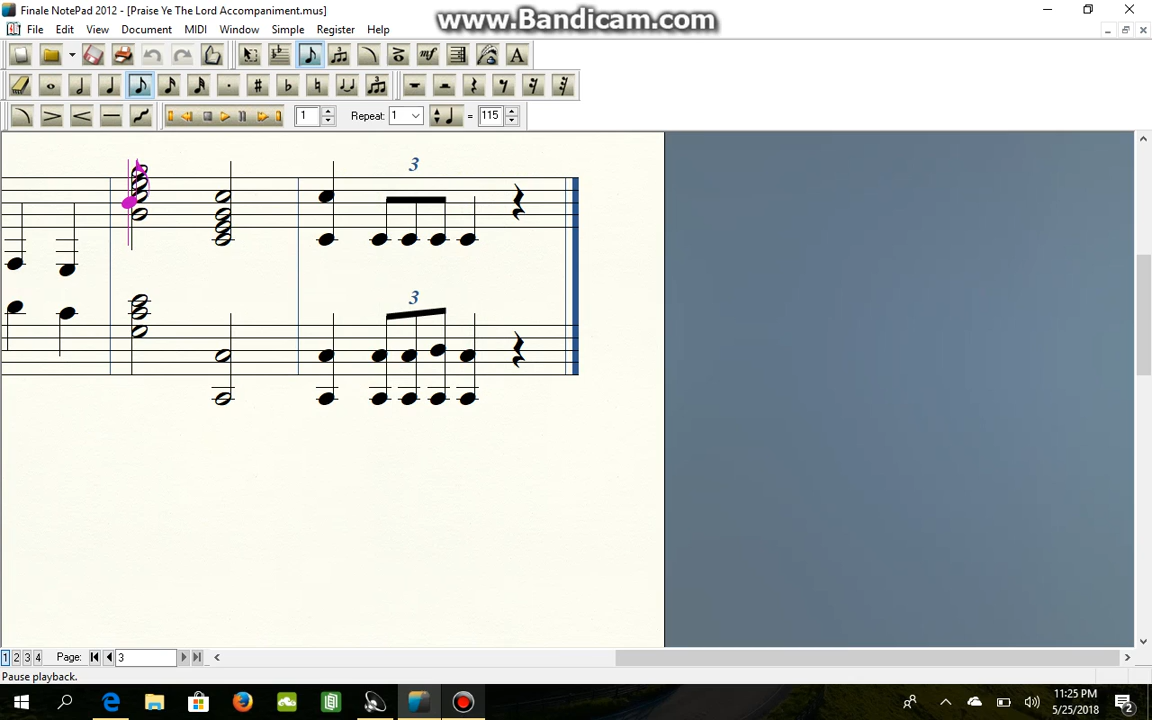 Finale NotePad 2012 - [Praise Ye The Lord Accompaniment.mus]
www.Bandicam.com
File Edit View Document MIDI Window Simple Register Help
mf A
1 Repeat: 1 = 115
3
3
1 2 3 4 Page: 3
Pause playback.
11:25 PM
5/25/2018
2